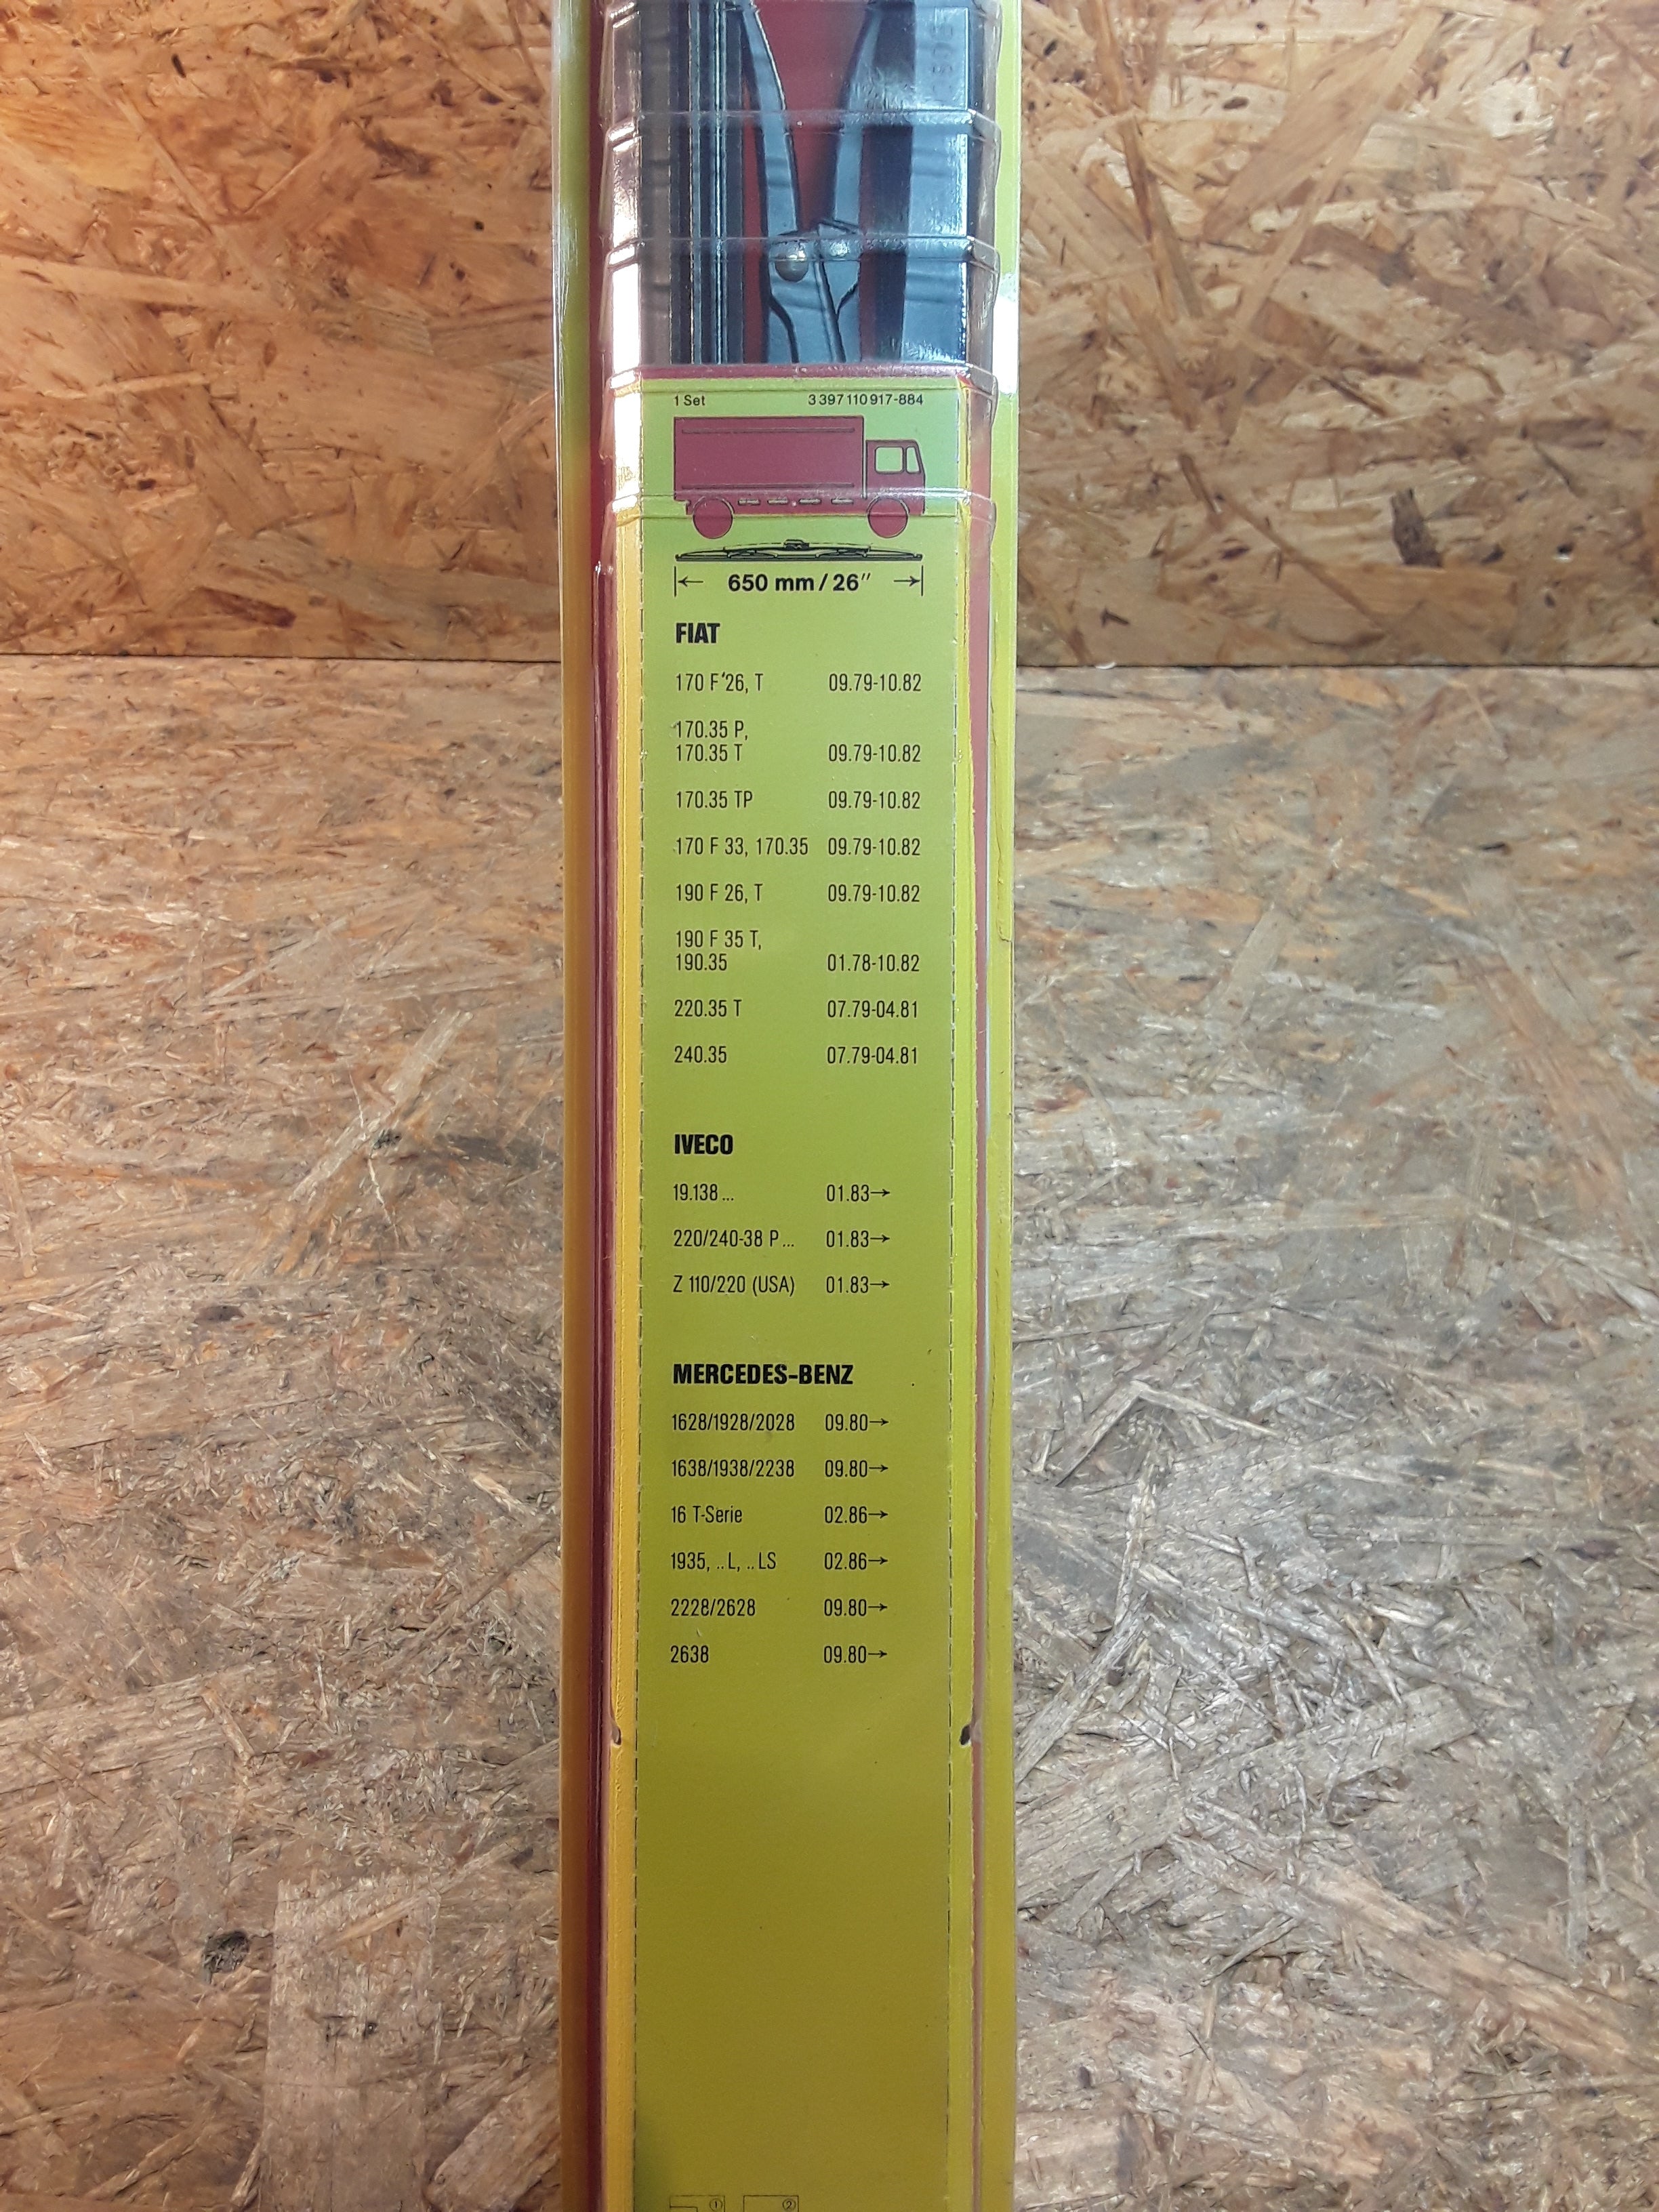 1 Set 3 397 110 917-884
650 mm / 26"
FIAT
170 F'26, T 09.79-10.82
170.35 P,
170.35 T 09.79-10.82
170.35 TP 09.79-10.82
170 F 33, 170.35 09.79-10.82
190 F 26, T 09.79-10.82
190 F 35 T,
190.35 01.78-10.82
220.35 T 07.79-04.81
240.35 07.79-04.81
IVECO
19.138 ... 01.83→
220/240-38 P ... 01.83→
Z 110/220 (USA) 01.83→
MERCEDES-BENZ
1628/1928/2028 09.80→
1638/1938/2238 09.80→
16 T-Serie 02.86→
1935, .. L, .. LS 02.86→
2228/2628 09.80→
2638 09.80→
① ②